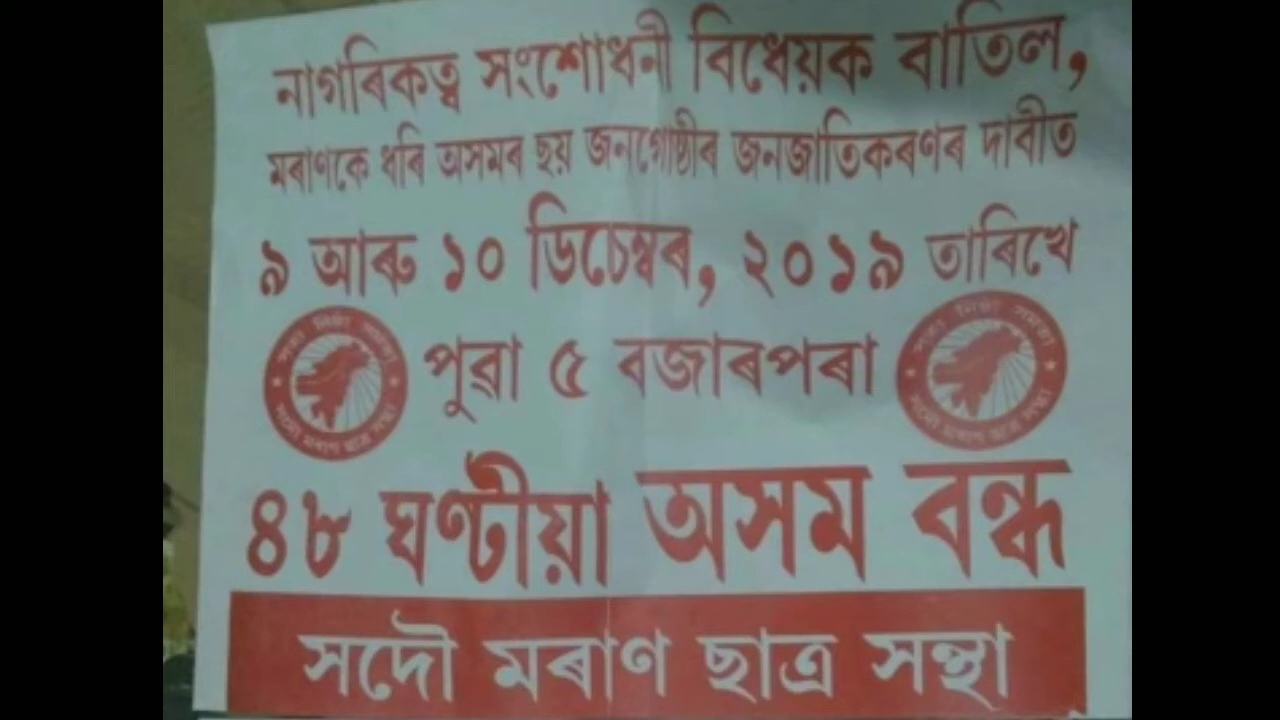 নাগৰিকত্ব সংশোধনী বিধেয়ক বাতিল,
মৰাণকে ধৰি অসমৰ ছয় জনগোষ্ঠীৰ জনজাতিকৰণৰ দাবীত
৯ আৰু ১০ ডিচেম্বৰ, ২০১৯ তাৰিখে
পুৱা ৫ বজাৰপৰা
৪৮ ঘণ্টীয়া অসম বন্ধ
সদৌ মৰাণ ছাত্ৰ সন্থা